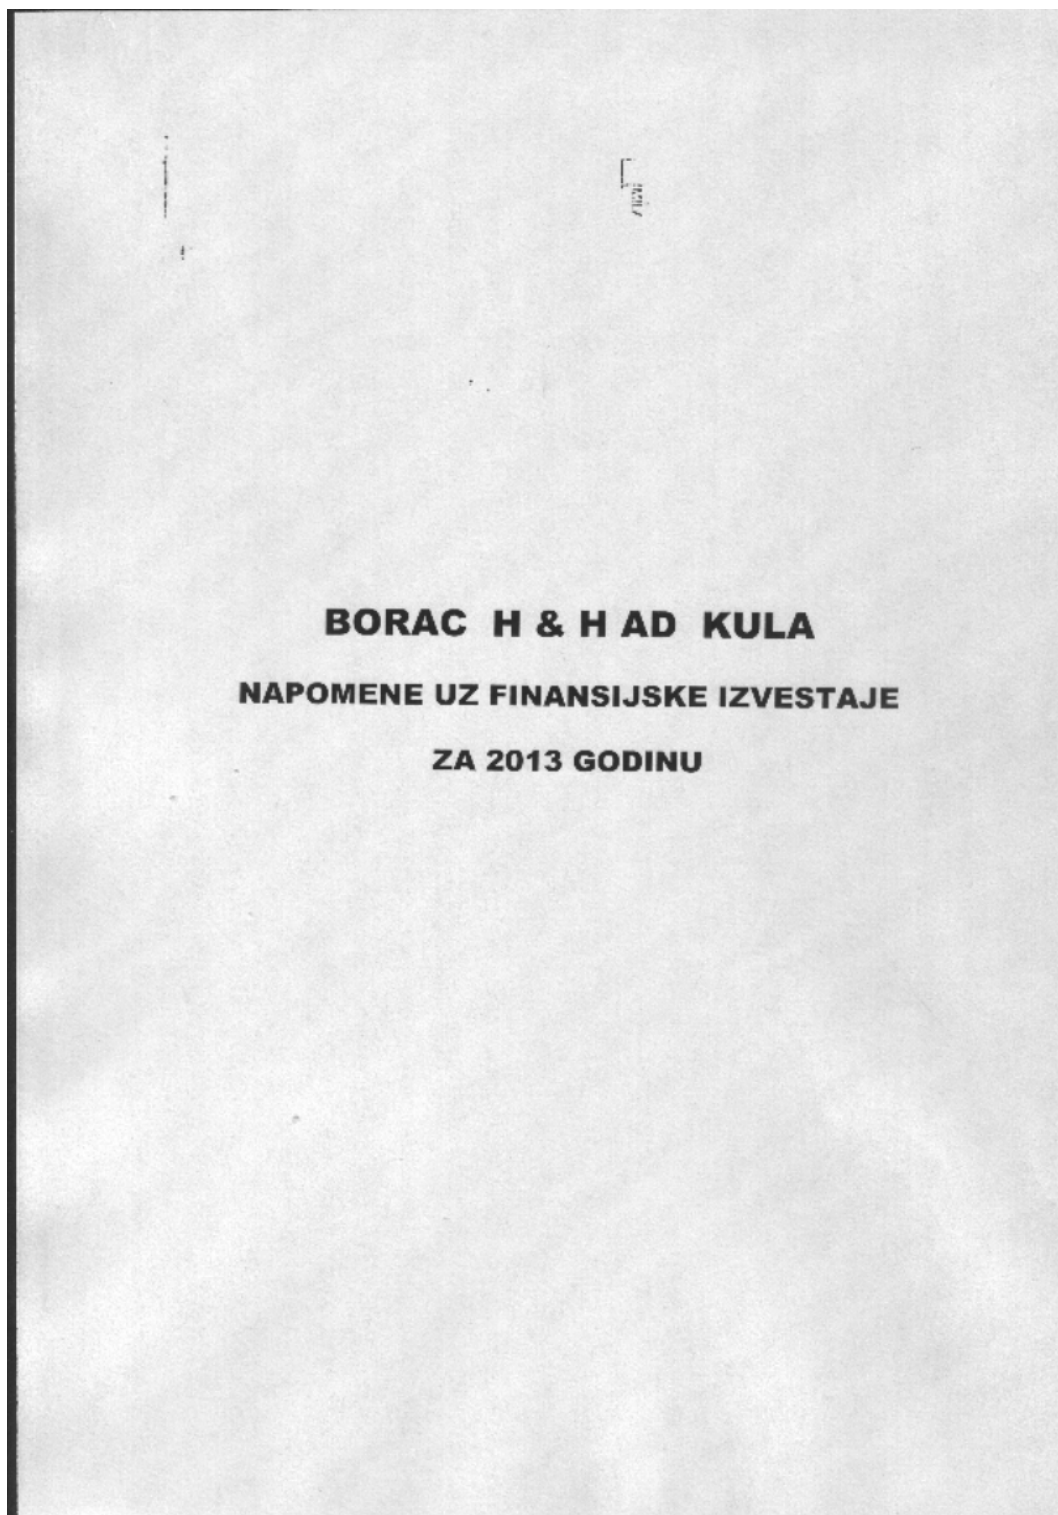 BORAC H & H AD KULA
NAPOMENE UZ FINANSIJSKE IZVESTAJE
ZA 2013 GODINU